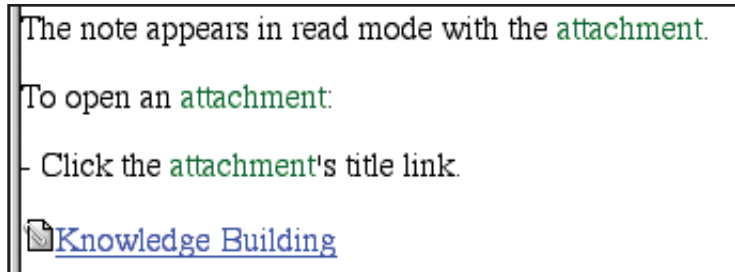 The note appears in read mode with the attachment.
To open an attachment:
- Click the attachment's title link.
Knowledge Building